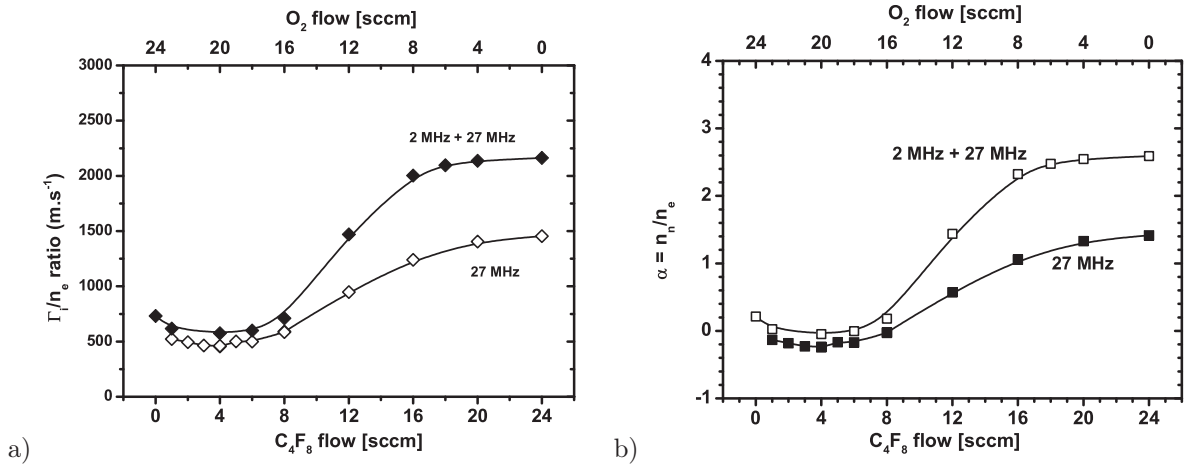 O2 flow [sccm]
24 20 16 12 8 4 0
3000
2500
2000
1500
1000
500
0
Γi/ne ratio (m.s-1)
2 MHz + 27 MHz
27 MHz
0 4 8 12 16 20 24
C4F8 flow [sccm]
a)
O2 flow [sccm]
24 20 16 12 8 4 0
4
3
2
1
0
-1
α = nn/ne
2 MHz + 27 MHz
27 MHz
0 4 8 12 16 20 24
C4F8 flow [sccm]
b)